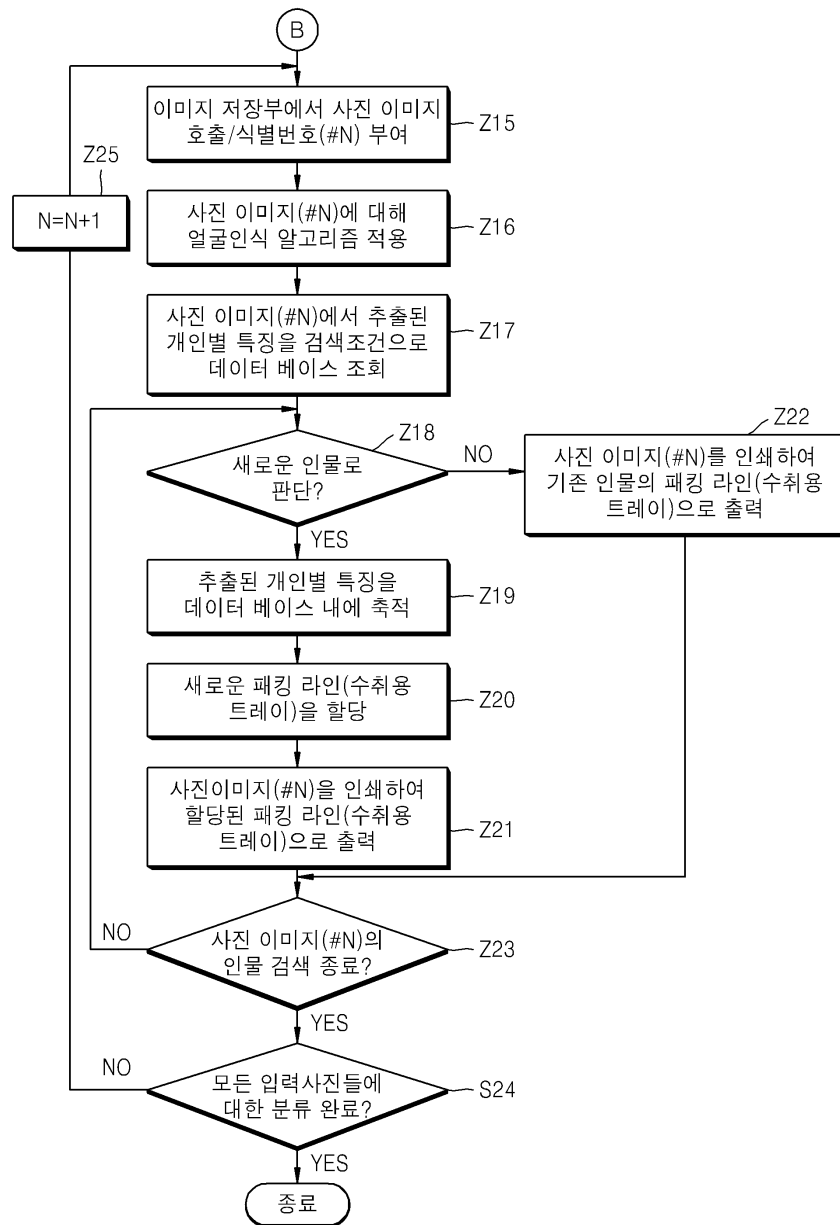 B
이미지 저장부에서 사진 이미지
호출/식별번호(#N) 부여
Z15
Z25
N=N+1
사진 이미지(#N)에 대해
얼굴인식 알고리즘 적용
Z16
사진 이미지(#N)에서 추출된
개인별 특징을 검색조건으로
데이터 베이스 조회
Z17
Z18
새로운 인물로
판단?
NO
YES
Z22
사진 이미지(#N)를 인쇄하여
기존 인물의 패킹 라인(수취용
트레이)으로 출력
추출된 개인별 특징을
데이터 베이스 내에 축적
Z19
새로운 패킹 라인(수취용
트레이)을 할당
Z20
사진이미지(#N)을 인쇄하여
할당된 패킹 라인(수취용
트레이)으로 출력
Z21
NO
사진 이미지(#N)의
인물 검색 종료?
Z23
YES
NO
모든 입력사진들에
대한 분류 완료?
S24
YES
종료